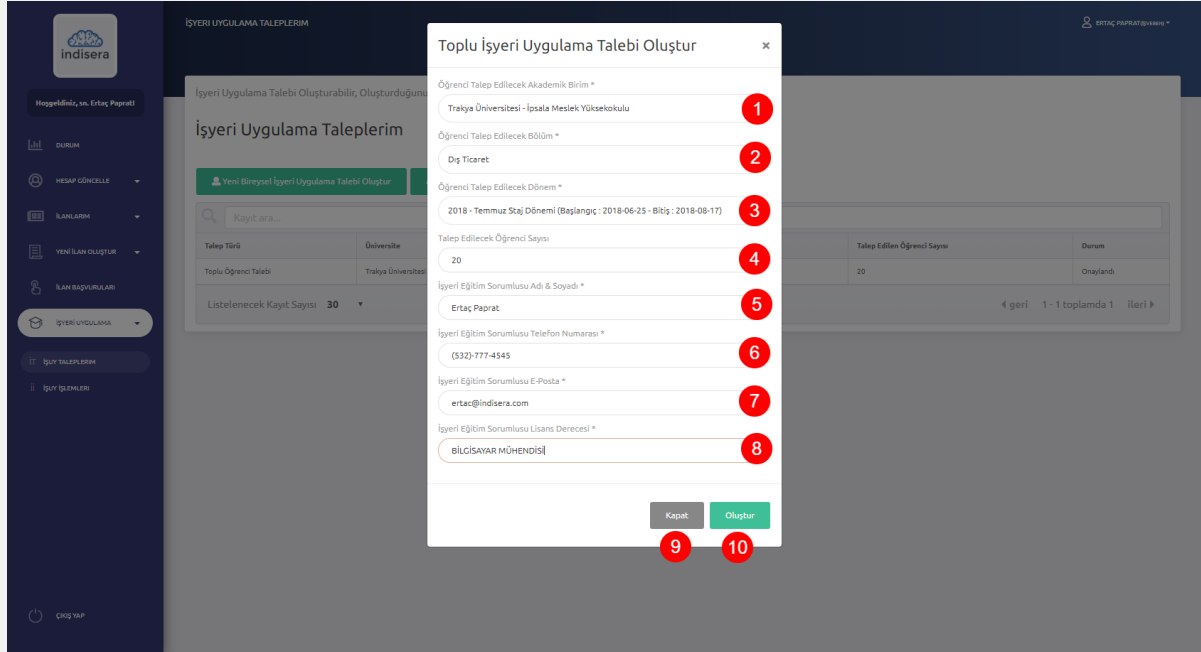 indisera
Hoşgeldiniz, sn. Ertaç Paprat!
DURUM
HESAP GÜNCELLE
İLANLARIM
YENİ İLAN OLUŞTUR
İLAN BAŞVURULARI
İŞYERİ UYGULAMA
İT İŞUY TALEPLERIM
İİ İŞUY İŞLEMLERI
ÇIKIŞ YAP
İŞYERI UYGULAMA TALEPLERIM
ERTAÇ PAPRAT
İşyeri Uygulama Talebi Oluşturabilir, Oluşturduğunu
İşyeri Uygulama Taleplerim
Yeni Bireysel İşyeri Uygulama Talebi Oluştur
Kayıt ara...
Talep Türü Üniversite Talep Edilen Öğrenci Sayısı Durum
Toplu Öğrenci Talebi Trakya Üniversitesi 20 Onaylandı
Listelenecek Kayıt Sayısı 30 geri 1 - 1 toplamda 1 ileri
Toplu İşyeri Uygulama Talebi Oluştur ×
Öğrenci Talep Edilecek Akademik Birim *
Trakya Üniversitesi - İpsala Meslek Yüksekokulu 1
Öğrenci Talep Edilecek Bölüm *
Dış Ticaret 2
Öğrenci Talep Edilecek Dönem *
2018 - Temmuz Staj Dönemi (Başlangıç : 2018-06-25 - Bitiş : 2018-08-17) 3
Talep Edilecek Öğrenci Sayısı
20 4
İşyeri Eğitim Sorumlusu Adı & Soyadı *
Ertaç Paprat 5
İşyeri Eğitim Sorumlusu Telefon Numarası *
(532)-777-4545 6
İşyeri Eğitim Sorumlusu E-Posta *
ertac@indisera.com 7
İşyeri Eğitim Sorumlusu Lisans Derecesi *
BİLGİSAYAR MÜHENDİSİ 8
Kapat Oluştur
9 10